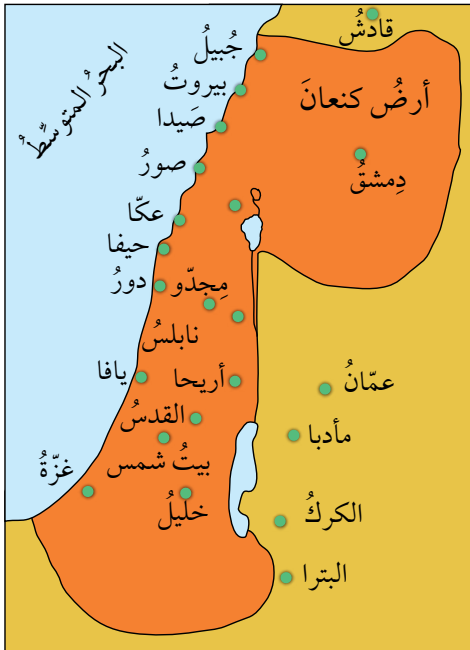 قادشُ
جُبيلُ
البحرُ المتوسِّطُ
بيروتُ
أرضُ كنعانَ
صَيدا
صورُ
دِمشقُ
عكّا
حيفا
دورُ
مِجدّو
نابلسُ
يافا
أريحا
عمّانُ
القدسُ
مأدبا
بيتُ شمس
غزّةُ
خليلُ
الكركُ
البترا